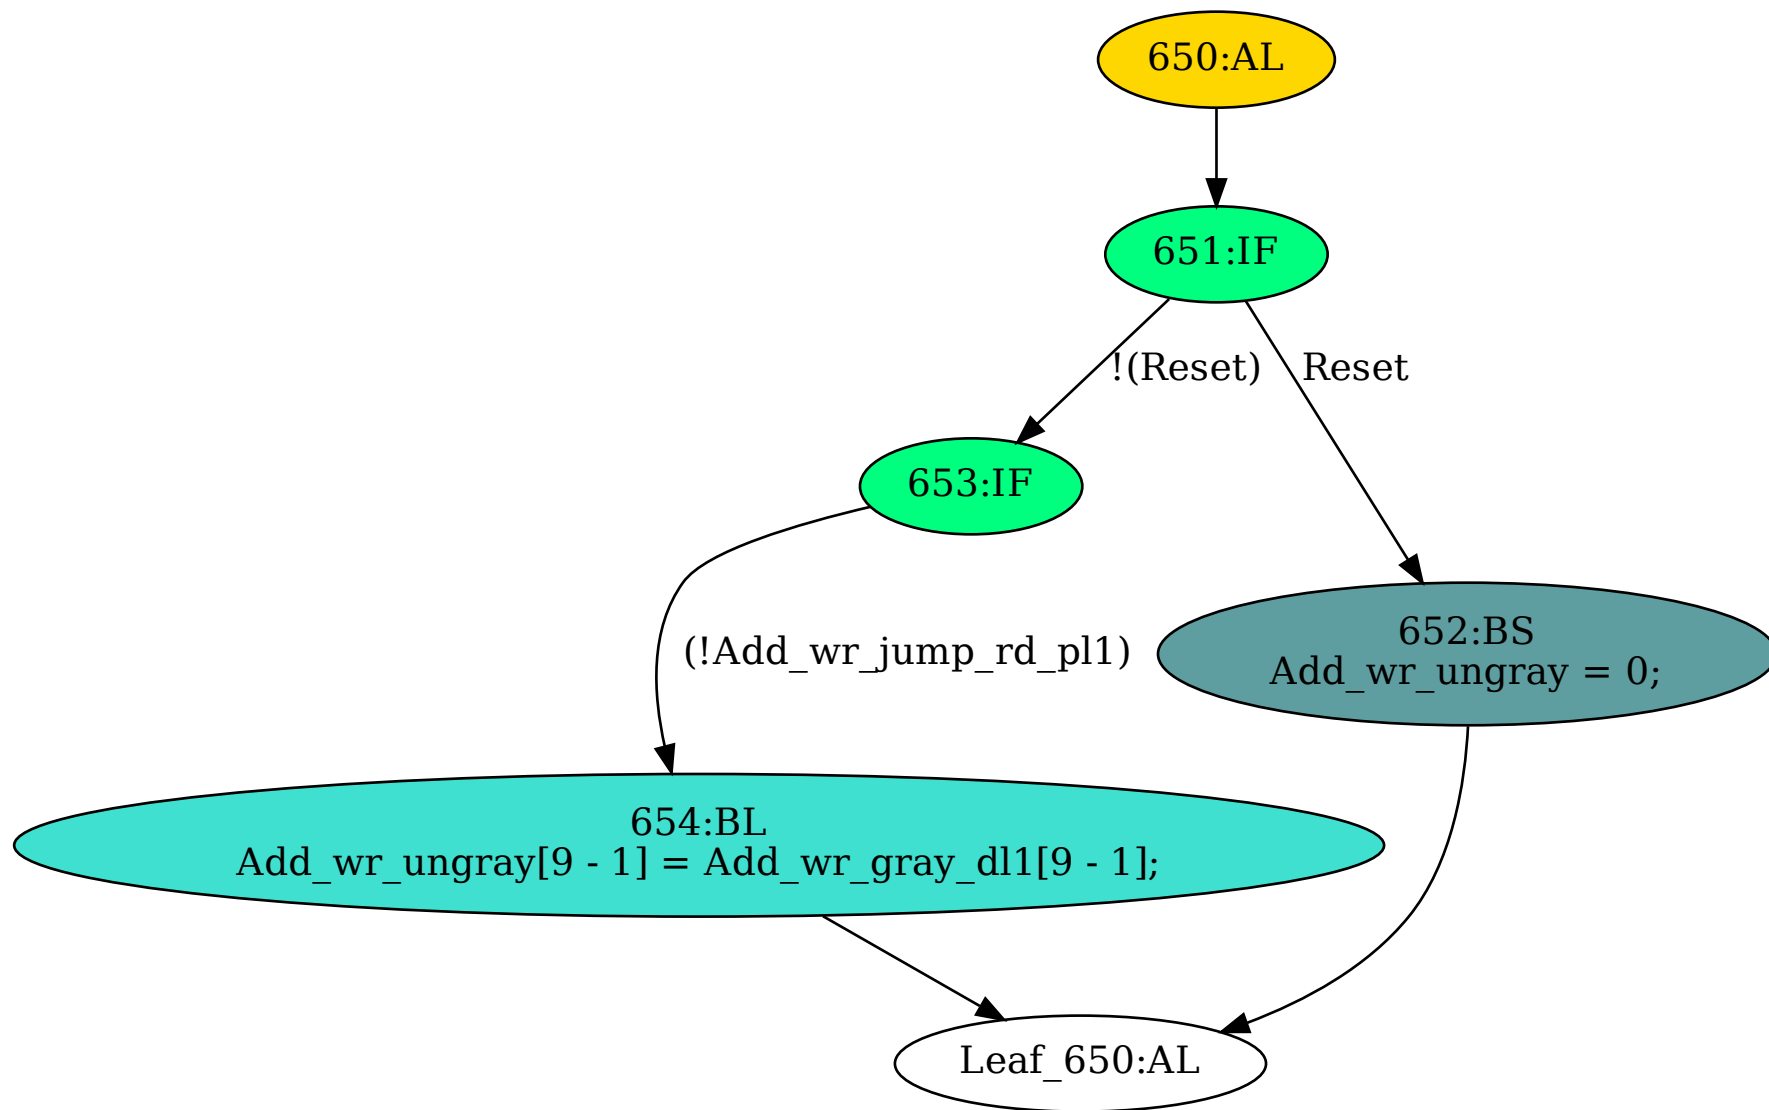 650:AL
651:IF
!(Reset)
Reset
653:IF
652:BS
Add_wr_ungray = 0;
(!Add_wr_jump_rd_pl1)
654:BL
Add_wr_ungray[9 - 1] = Add_wr_gray_dl1[9 - 1];
Leaf_650:AL